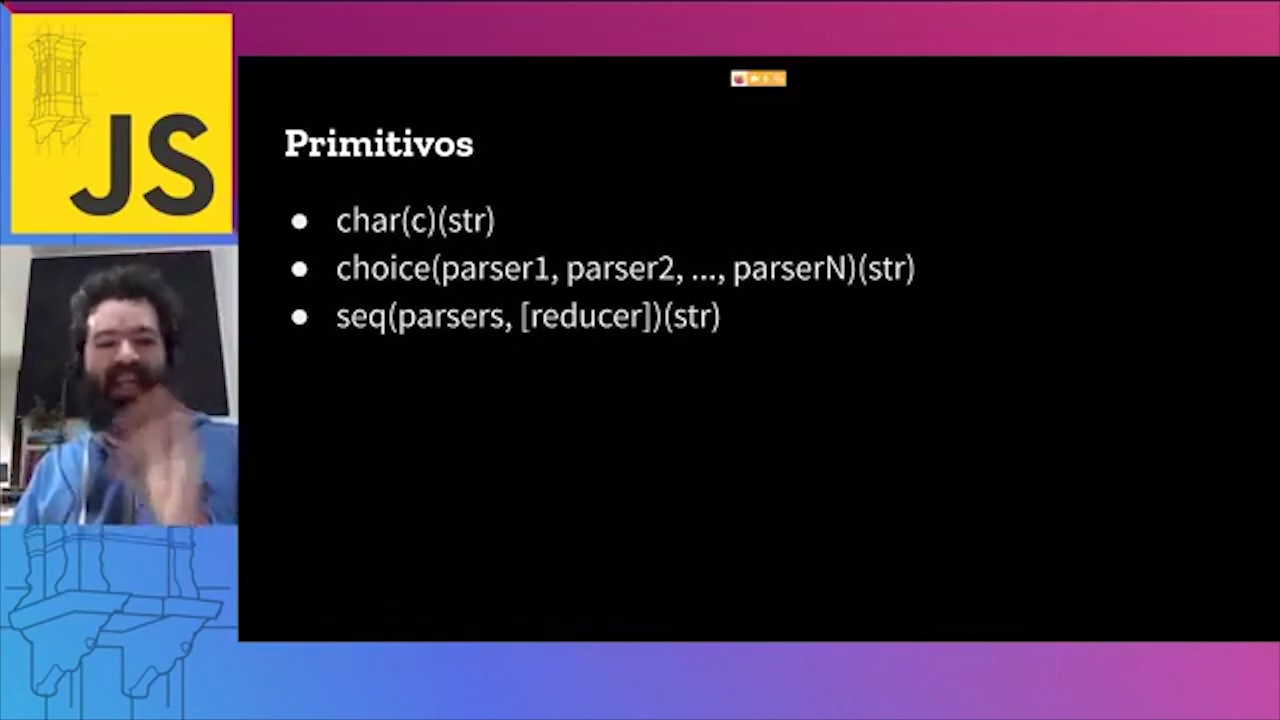 JS
Primitivos
char(c)(str)
choice(parser1, parser2, ..., parserN)(str)
seq(parsers, [reducer])(str)